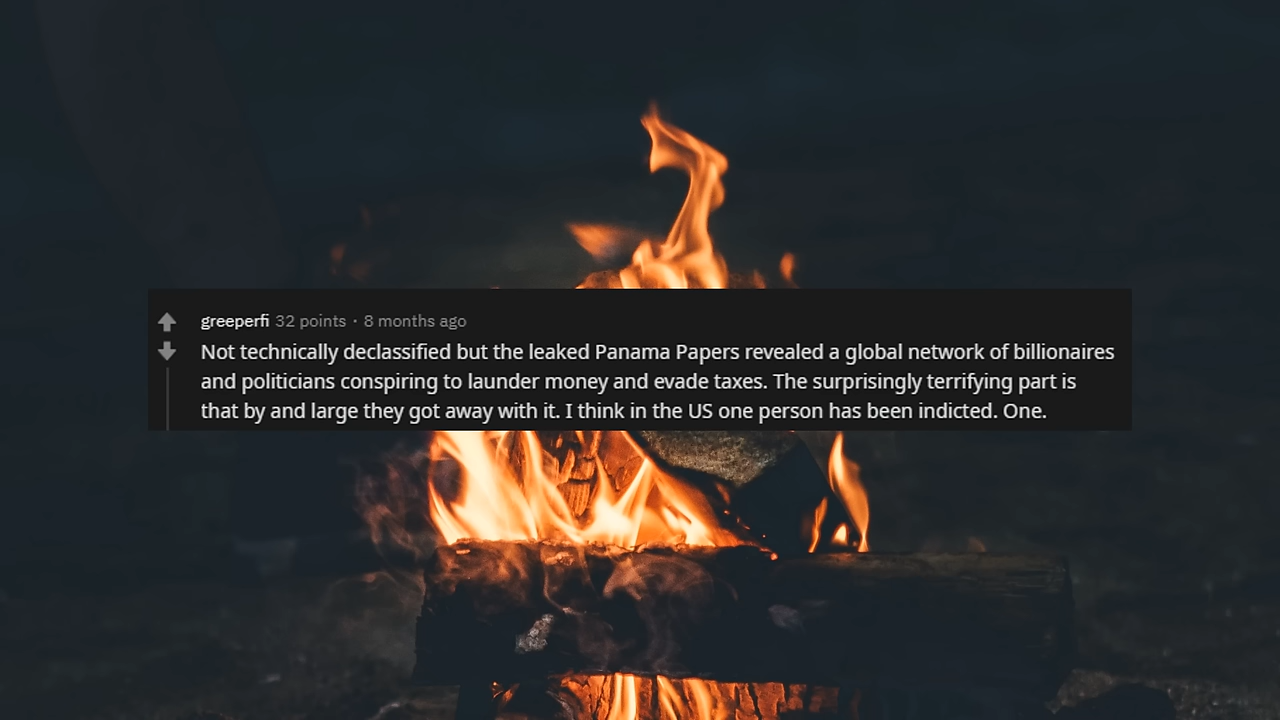 greeperfi 32 points · 8 months ago
Not technically declassified but the leaked Panama Papers revealed a global network of billionaires
and politicians conspiring to launder money and evade taxes. The surprisingly terrifying part is
that by and large they got away with it. I think in the US one person has been indicted. One.